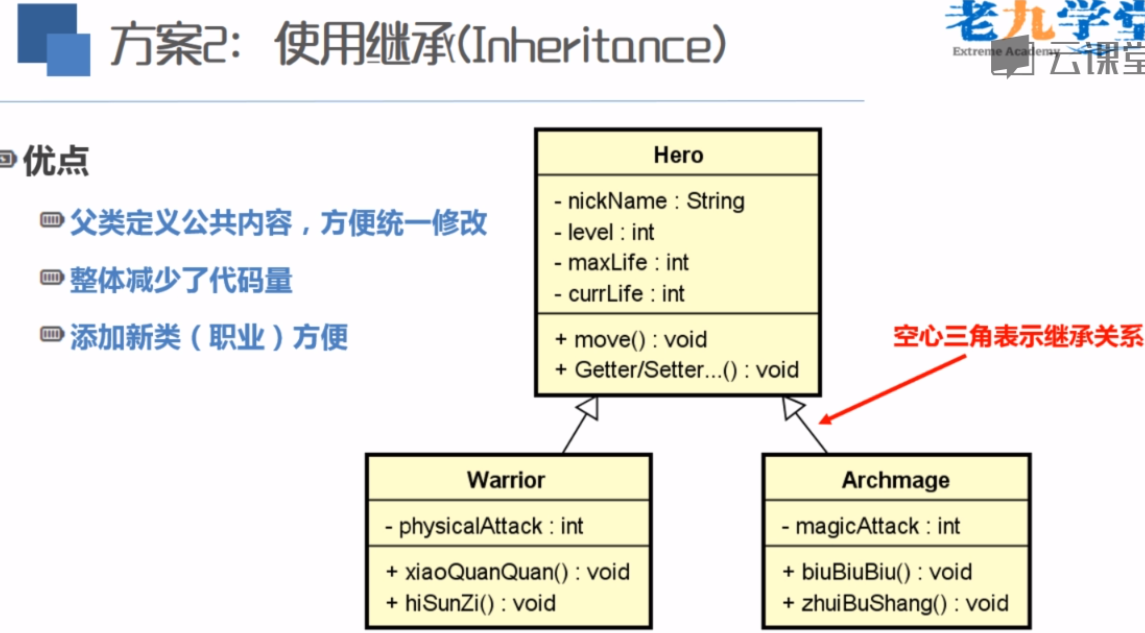 方案2：使用继承(Inheritance)
老九学堂
Extreme Academy
云课堂
优点
父类定义公共内容，方便统一修改
整体减少了代码量
添加新类（职业）方便
Hero
- nickName : String
- level : int
- maxLife : int
- currLife : int
+ move() : void
+ Getter/Setter...() : void
空心三角表示继承关系
Warrior
- physicalAttack : int
+ xiaoQuanQuan() : void
+ hiSunZi() : void
Archmage
- magicAttack : int
+ biuBiuBiu() : void
+ zhuiBuShang() : void